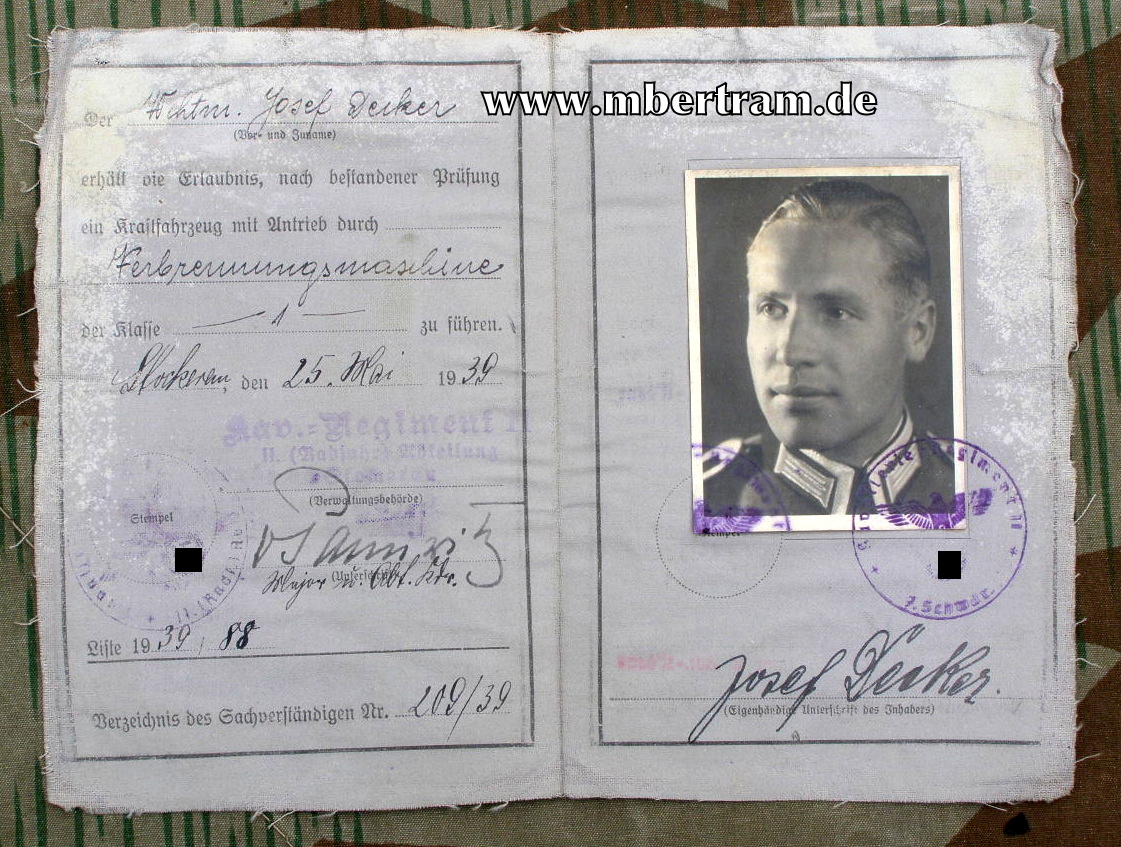 www.mbertram.de
Der Wchtm. Josef Decker
(Vor- und Zuname)
erhält die Erlaubnis, nach bestandener Prüfung
ein Kraftfahrzeug mit Antrieb durch
Verbrennungsmaschine
der Klasse — 1 — zu führen.
Stockerau, den 25. Mai 1939
Kav.-Regiment 11
II. (Radfahr-) Abteilung
(Verwaltungsbehörde)
Stempel
v Pannwitz
(Unterschrift)
Major u. Abt. Kdr.
Liste 1939 / 88
Verzeichnis des Sachverständigen Nr. 209/39
Stempel
7. Schwdr.
Josef Decker.
(Eigenhändige Unterschrift des Inhabers)